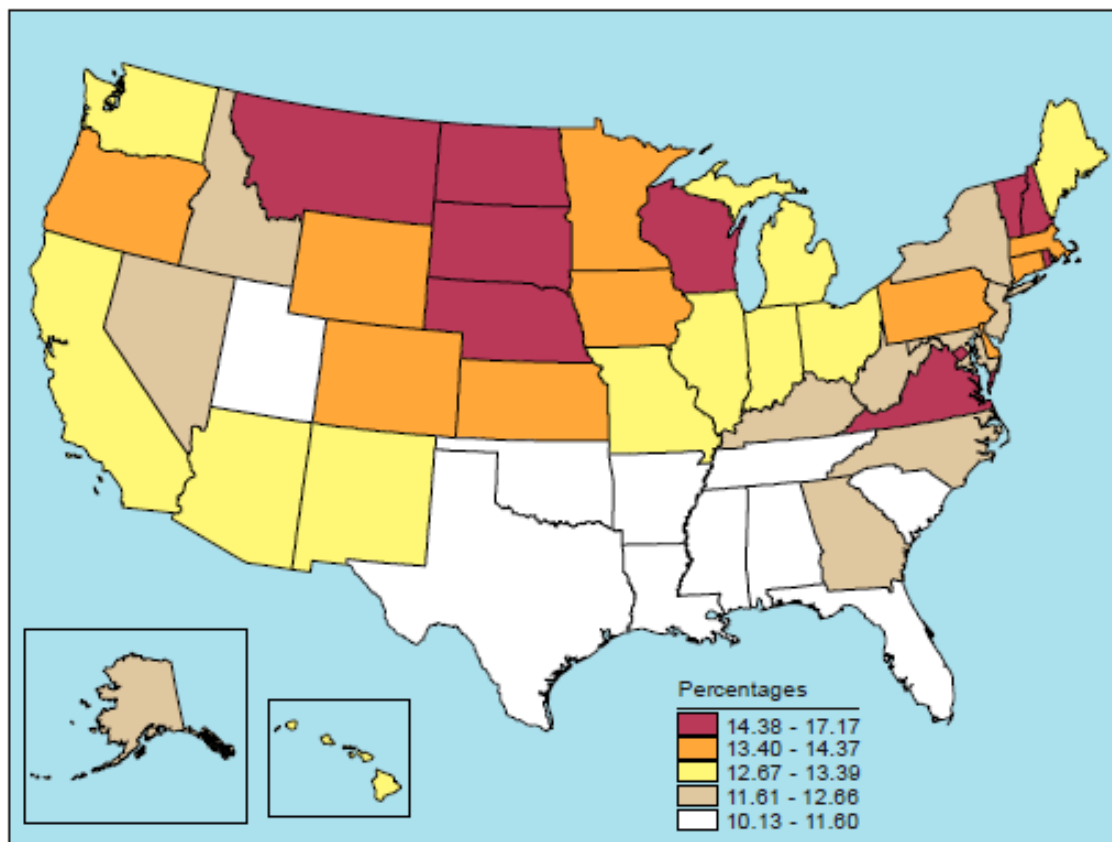 Percentages
14.38 - 17.17
13.40 - 14.37
12.67 - 13.39
11.61 - 12.66
10.13 - 11.60